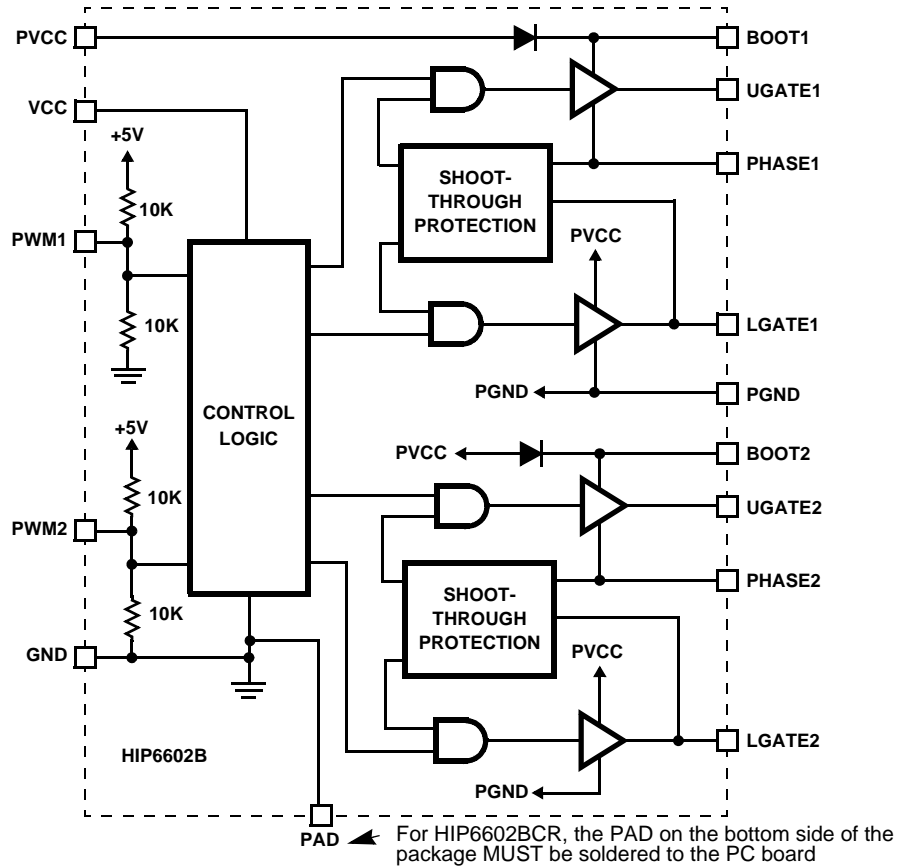 PVCC
BOOT1
UGATE1
VCC
+5V
10K
SHOOT-
THROUGH
PROTECTION
PHASE1
PWM1
PVCC
10K
LGATE1
PGND
PGND
CONTROL
LOGIC
+5V
PVCC
BOOT2
10K
UGATE2
PWM2
PHASE2
SHOOT-
THROUGH
PROTECTION
10K
GND
PVCC
LGATE2
HIP6602B
PGND
PAD
For HIP6602BCR, the PAD on the bottom side of the
package MUST be soldered to the PC board